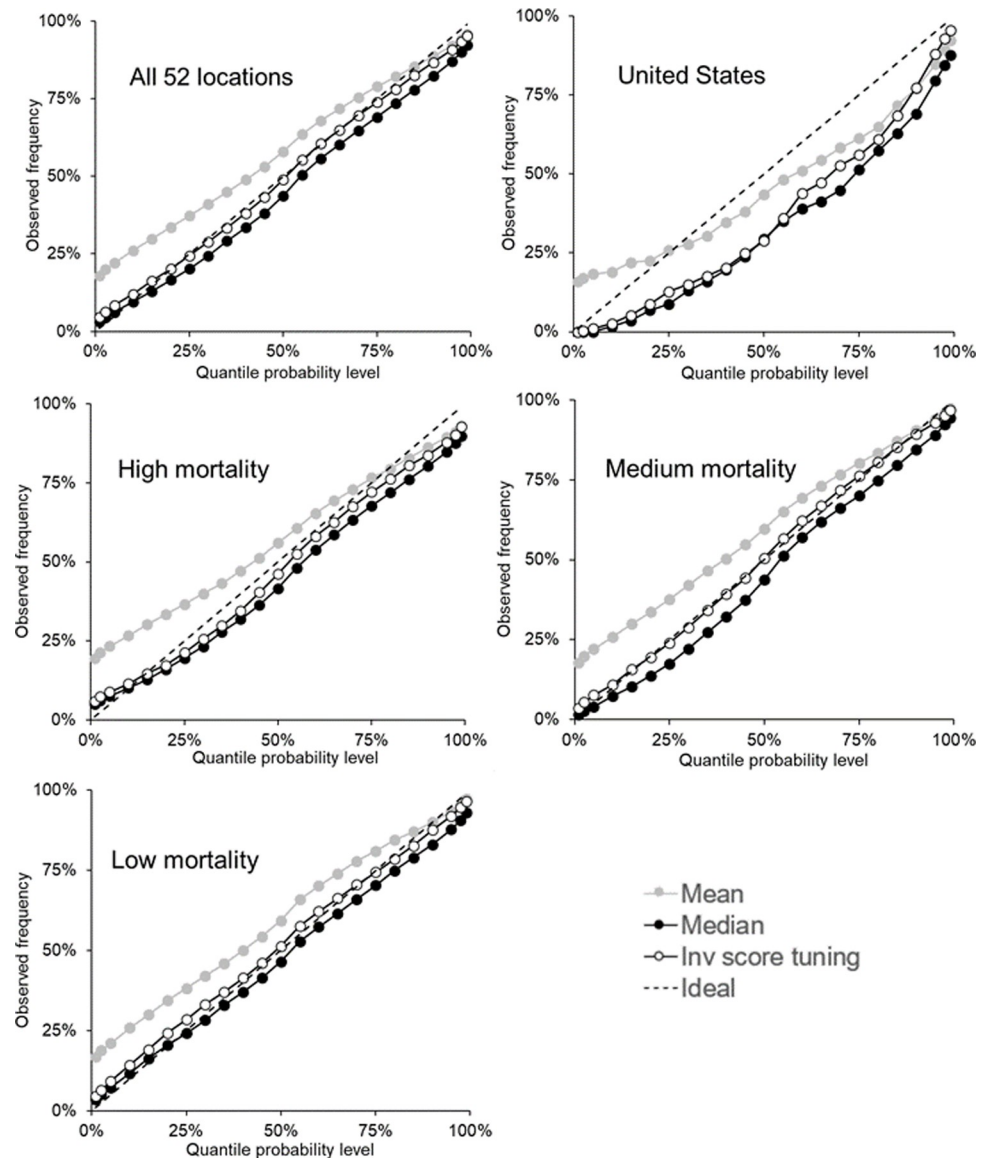 All 52 locations
Observed frequency
100%
75%
50%
25%
0%
0% 25% 50% 75% 100%
Quantile probability level
United States
Observed frequency
100%
75%
50%
25%
0%
0% 25% 50% 75% 100%
Quantile probability level
High mortality
Observed frequency
100%
75%
50%
25%
0%
0% 25% 50% 75% 100%
Quantile probability level
Medium mortality
Observed frequency
100%
75%
50%
25%
0%
0% 25% 50% 75% 100%
Quantile probability level
Low mortality
Observed frequency
100%
75%
50%
25%
0%
0% 25% 50% 75% 100%
Quantile probability level
Mean
Median
Inv score tuning
Ideal